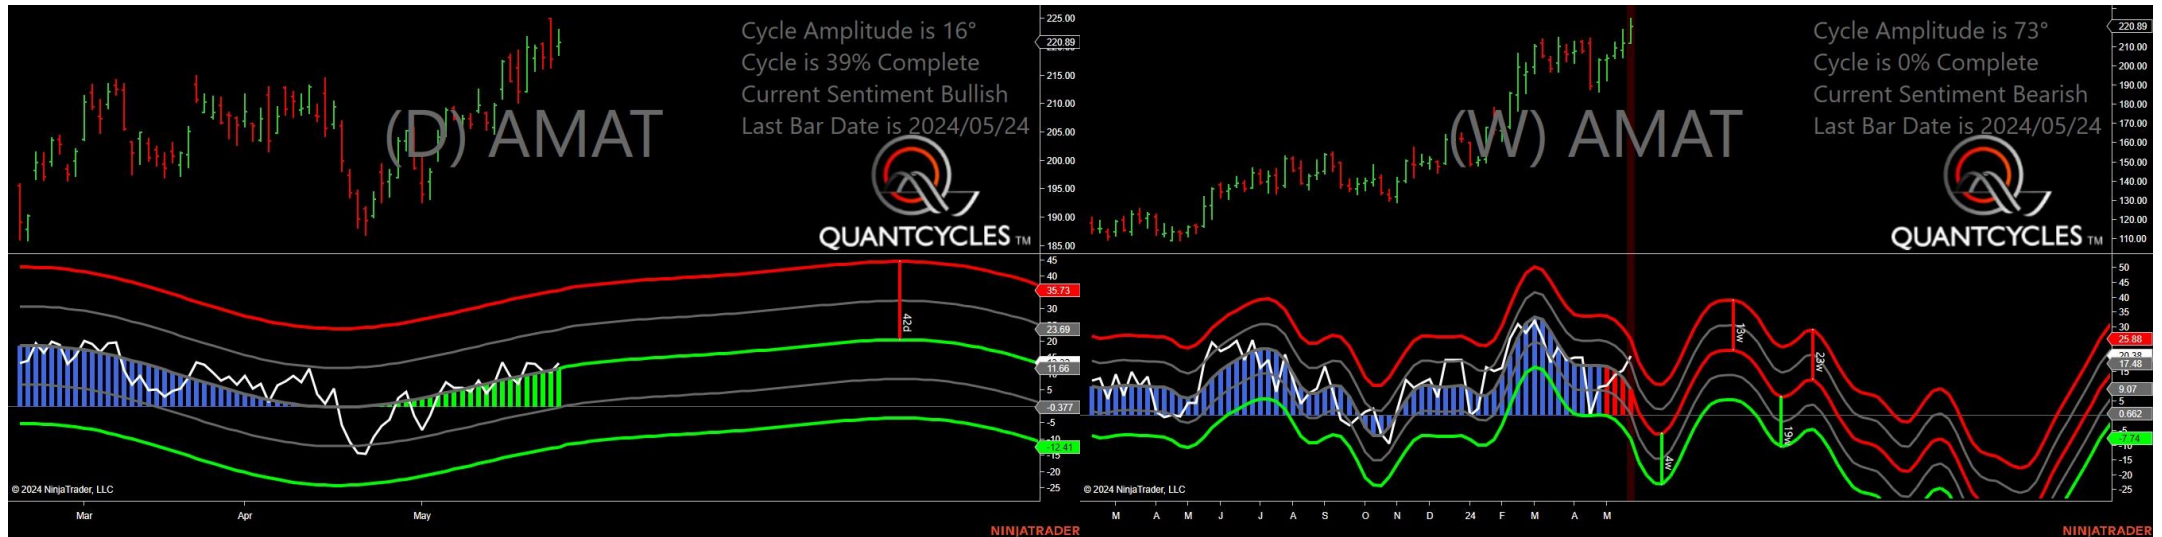 Cycle Amplitude is 16°
Cycle is 39% Complete
Current Sentiment Bullish
Last Bar Date is 2024/05/24
(D) AMAT
QUANTCYCLES TM
225.00
220.89
215.00
210.00
205.00
200.00
195.00
190.00
185.00
45
40
35.73
30
23.69
20
11.66
5
-0.377
-5
-12.41
-15
-20
-25
42d
© 2024 NinjaTrader, LLC
Mar Apr May
NINJATRADER
Cycle Amplitude is 73°
Cycle is 0% Complete
Current Sentiment Bearish
Last Bar Date is 2024/05/24
(W) AMAT
QUANTCYCLES TM
220.89
210.00
200.00
190.00
180.00
170.00
160.00
150.00
140.00
130.00
120.00
110.00
50
45
40
35
30
25.88
20.38
17.48
15
9.07
5
0.662
-7.74
-10
-15
-20
-25
13w
23w
19w
4w
© 2024 NinjaTrader, LLC
M A M J J A S O N D 24 F M A M
NINJATRADER